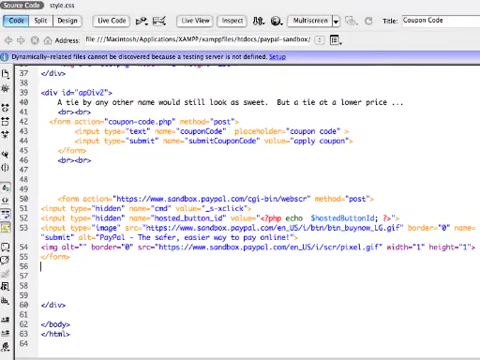 Source Code style.css
Code Split Design Live Code Live View Inspect Multiscreen Title: Coupon Code
Address: file:///Macintosh/Applications/XAMPP/xamppfiles/htdocs/paypal-sandbox/
Dynamically-related files cannot be discovered because a testing server is not defined. Setup
37 </div>
38
39 <div id="apDiv2">
40 A tie by any other name would still look as sweet. But a tie at a lower price ...
41 <br><br>
42 <form action="coupon-code.php" method="post">
43 <input type="text" name="couponCode" placeholder="coupon code" >
44 <input type="submit" name="submitCouponCode" value="apply coupon">
45 </form>
46 <br><br>
47
48
49
50 <form action="https://www.sandbox.paypal.com/cgi-bin/webscr" method="post">
51 <input type="hidden" name="cmd" value="_s-xclick">
52 <input type="hidden" name="hosted_button_id" value="<?php echo $hostedButtonId; ?>">
53 <input type="image" src="https://www.sandbox.paypal.com/en_US/i/btn/btn_buynow_LG.gif" border="0" name=
"submit" alt="PayPal - The safer, easier way to pay online!">
54 <img alt="" border="0" src="https://www.sandbox.paypal.com/en_US/i/scr/pixel.gif" width="1" height="1">
55 </form>
56
57
58
59
60 </div>
61
62 </body>
63 </html>
64